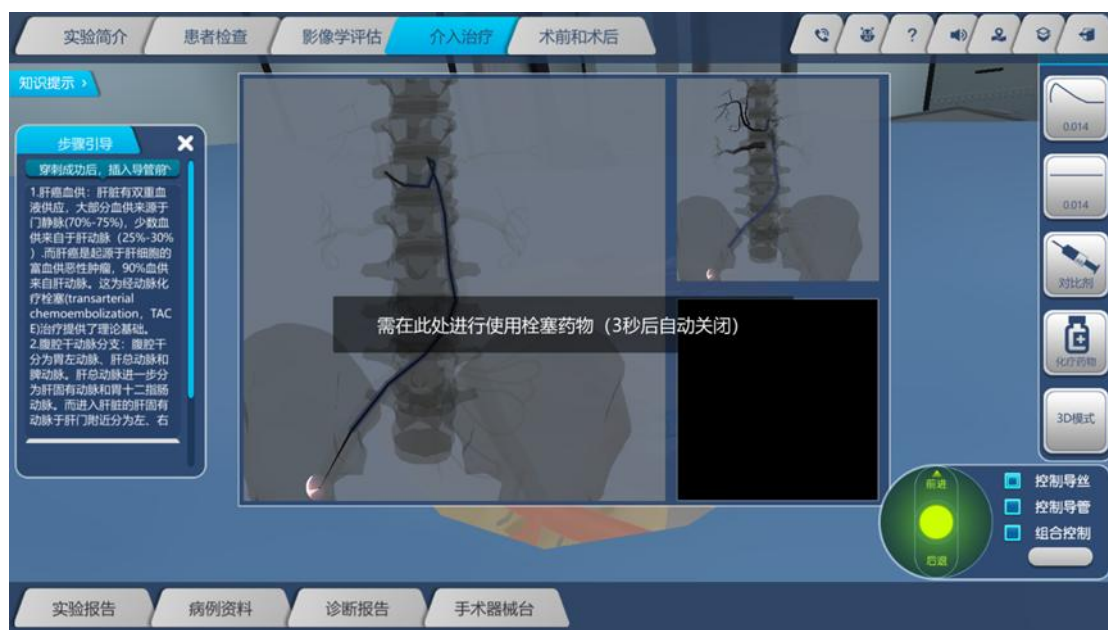 实验简介
患者检查
影像学评估
介入治疗
术前和术后
?
知识提示 ›
步骤引导
穿刺成功后，插入导管前
1.肝癌血供：肝脏有双重血
液供应，大部分血供来源于
门静脉(70%-75%)，少数血
供来自于肝动脉（25%-30%
）.而肝癌是起源于肝细胞的
富血供恶性肿瘤，90%血供
来自肝动脉。这为经动脉化
疗栓塞(transarterial
chemoembolization，TAC
E)治疗提供了理论基础。
2.腹腔干动脉分支：腹腔干
分为胃左动脉、肝总动脉和
脾动脉。肝总动脉进一步分
为肝固有动脉和胃十二指肠
动脉。而进入肝脏的肝固有
动脉于肝门附近分为左、右
需在此处进行使用栓塞药物（3秒后自动关闭）
0.014
0.014
对比剂
化疗药物
3D模式
前进
后退
控制导丝
控制导管
组合控制
实验报告
病例资料
诊断报告
手术器械台